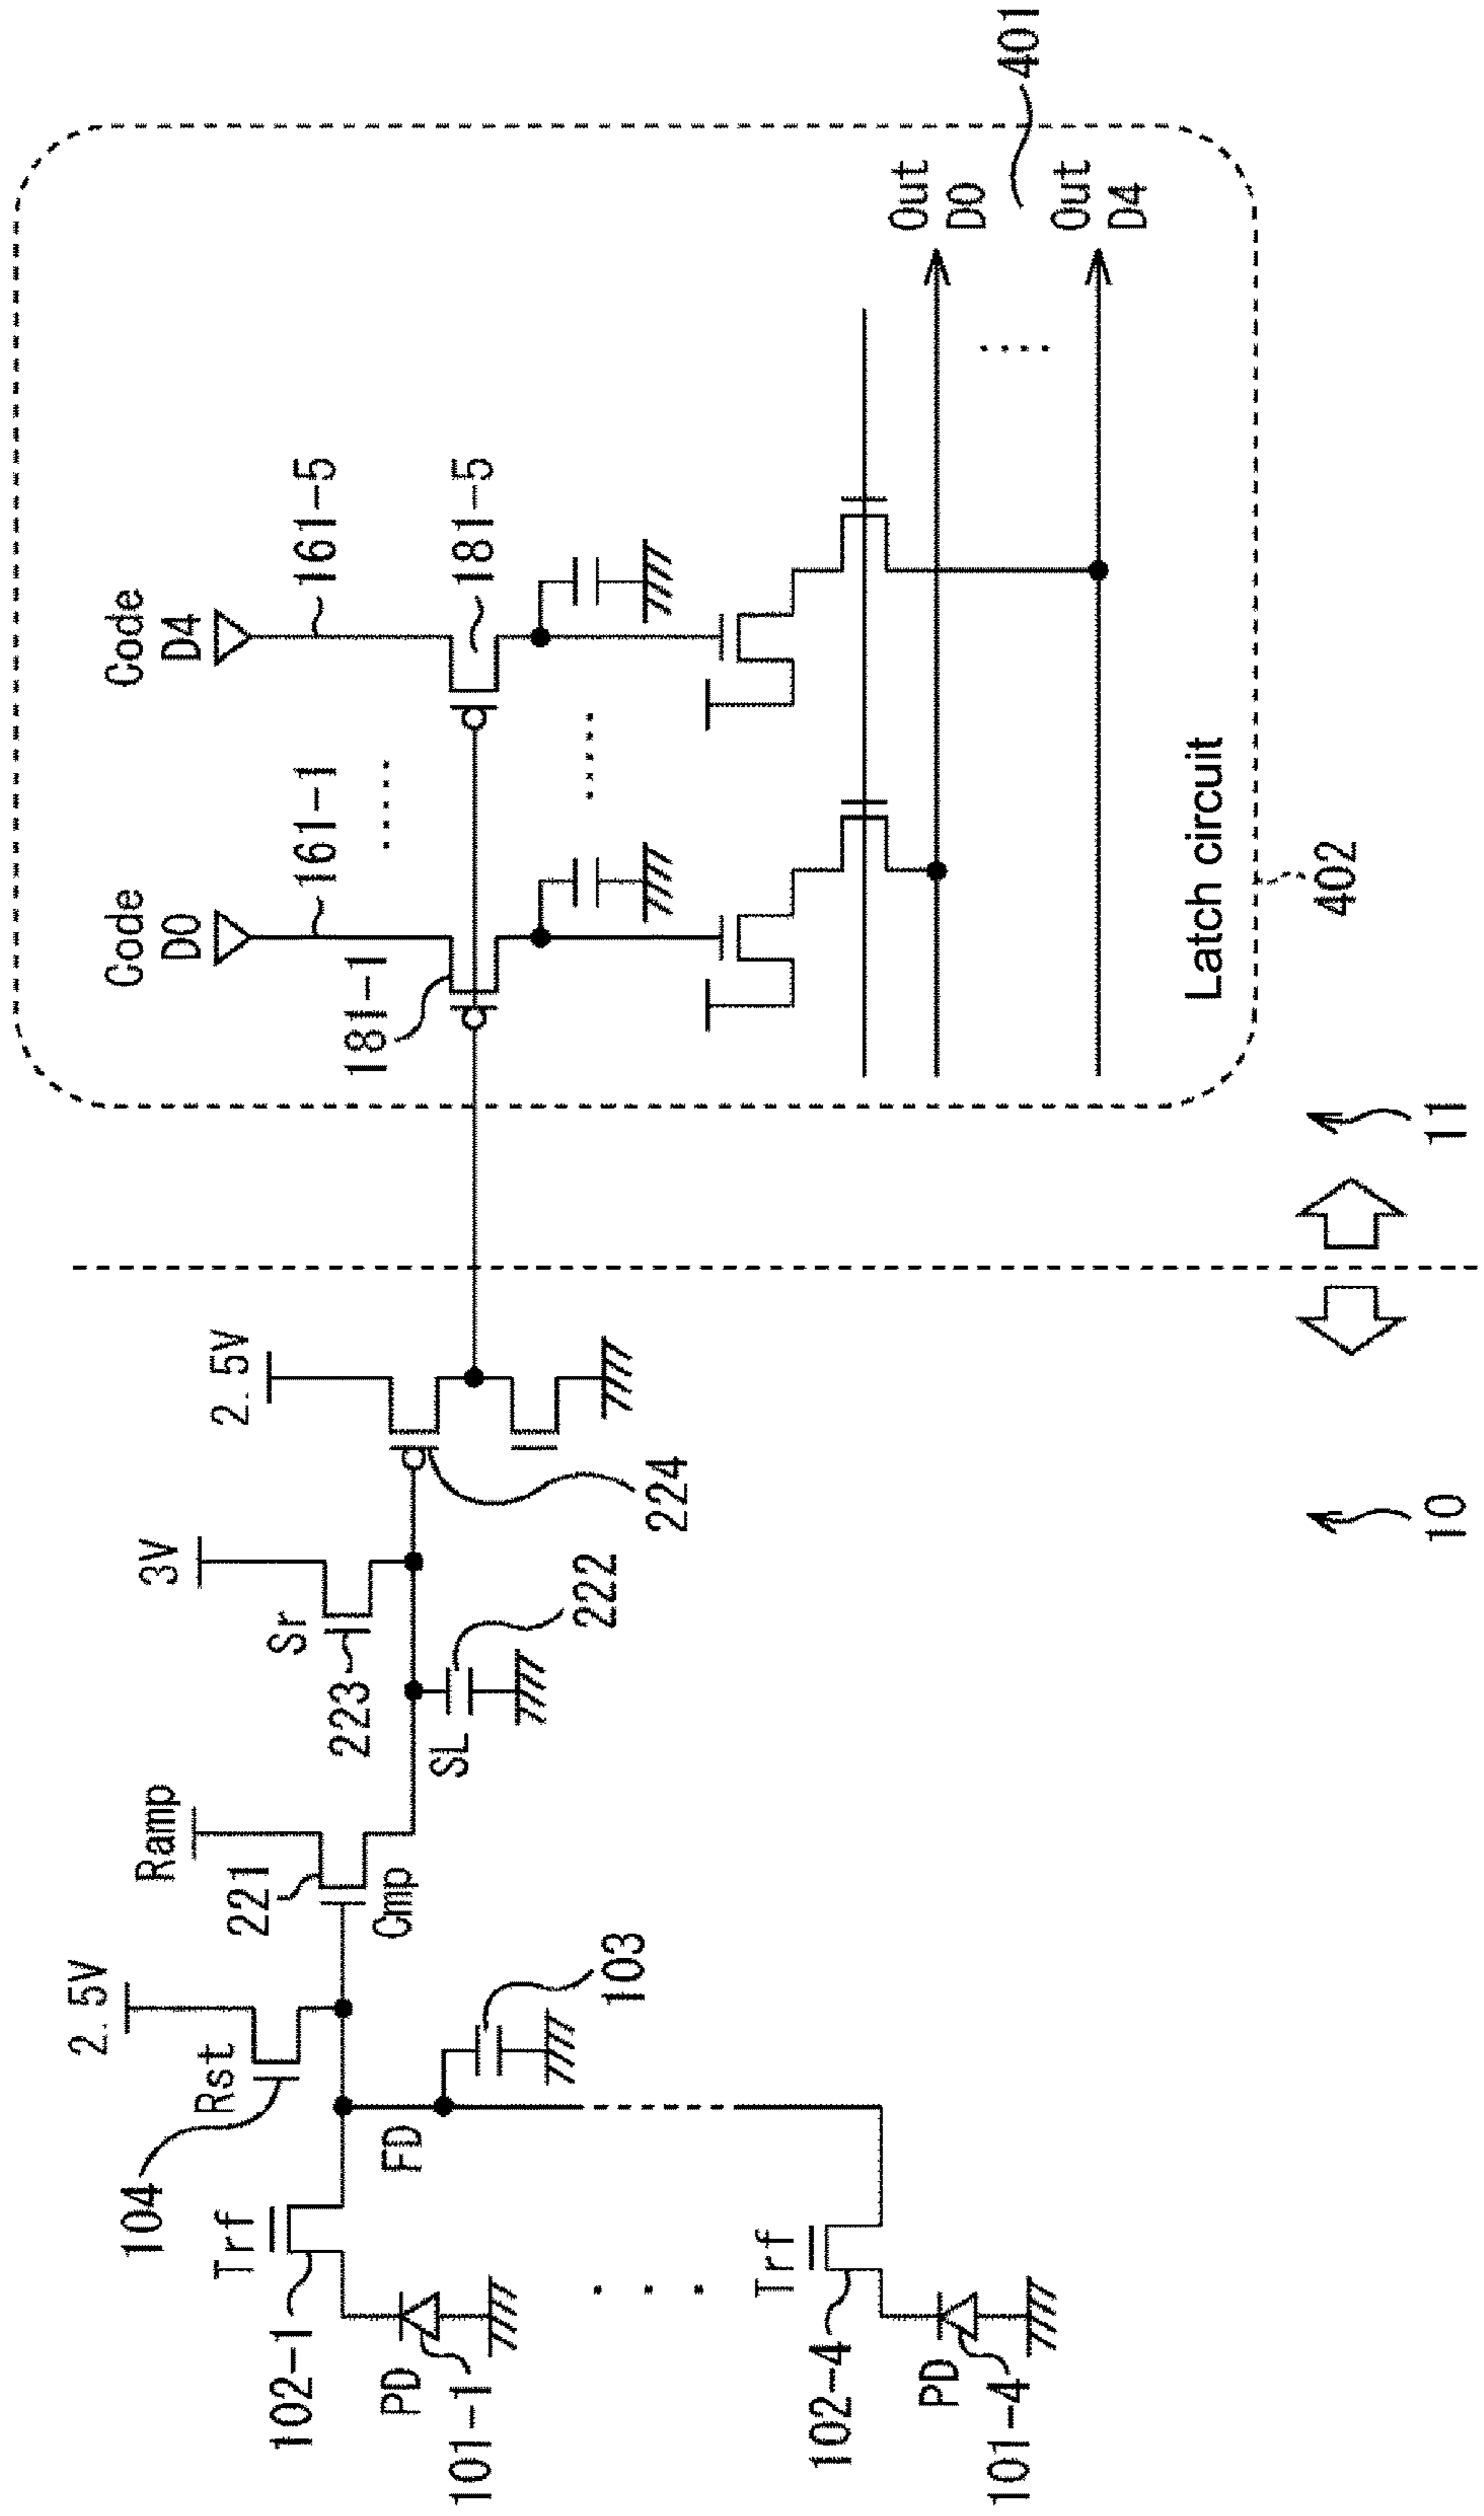 Code
D0
Code
D4
161-1
161-5
181-1
181-5
Out
D0
Out
D4
401
Latch circuit
402
2.5V
Rst
104
Ramp
221
Cmp
3V
Sr
223
2.5V
224
SL
222
FD
103
Trf
102-1
PD
101-1
Trf
102-4
PD
101-4
10
11